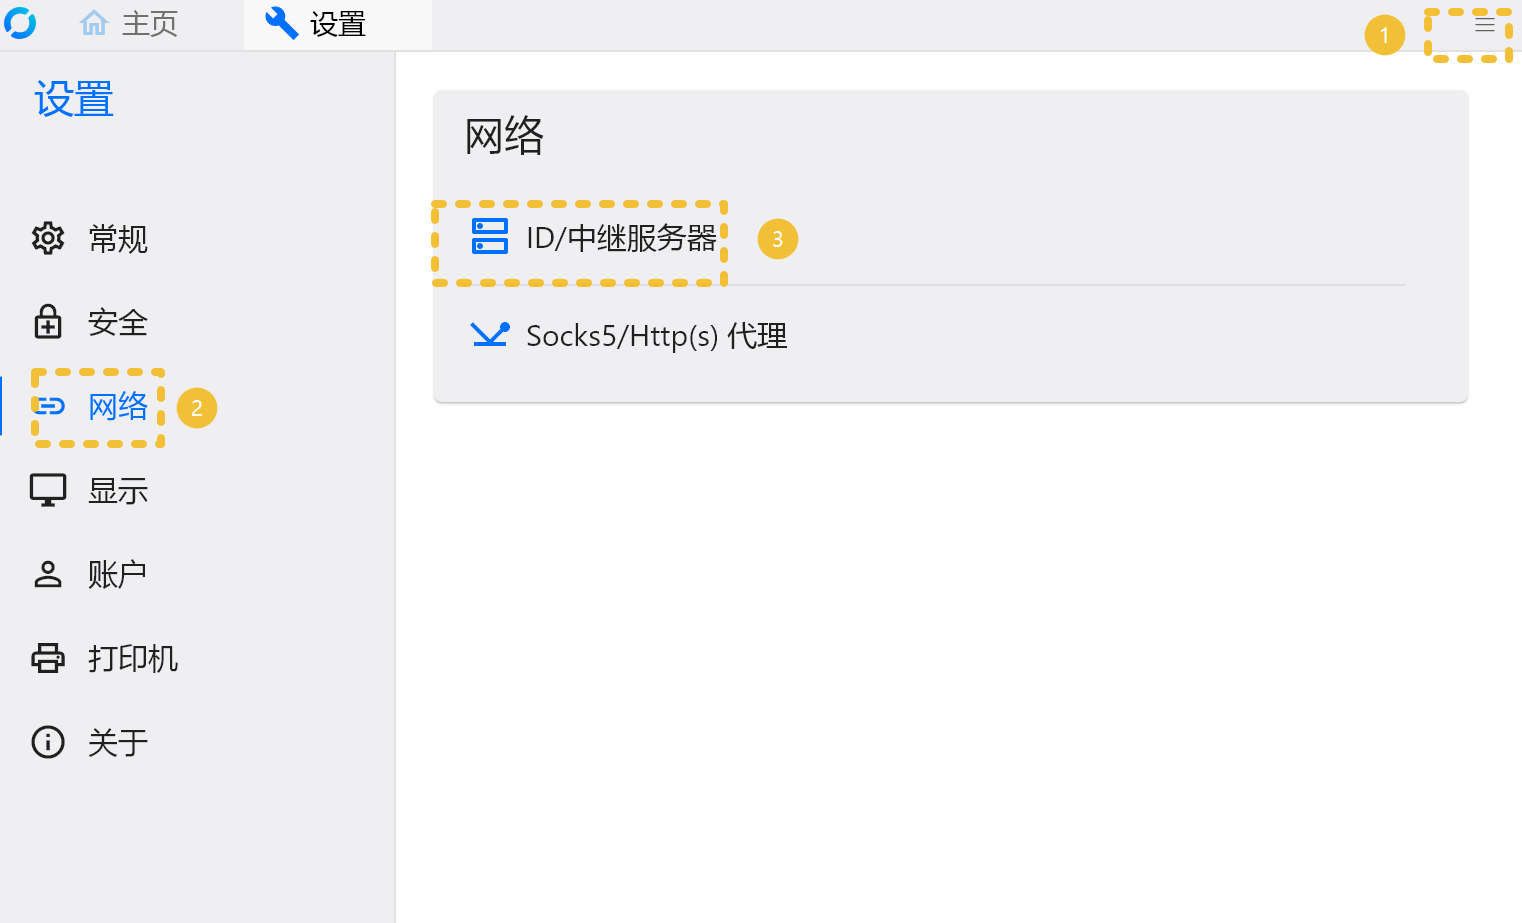 主页
设置
1
设置
网络
常规
ID/中继服务器
3
安全
Socks5/Http(s) 代理
网络
2
显示
账户
打印机
关于